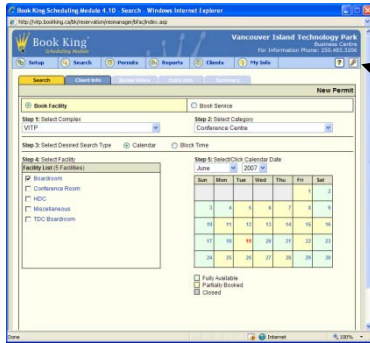 Book King Scheduling Module 4.10 - Search - Windows Internet Explorer
Book King
Scheduling Module
Vancouver Island Technology Park
Business Centre
For Information Phone: 250.483.3206
Setup Search Permits Reports Clients My Info ?
Search Client Info Summary
New Permit
Book Facility Book Service
Step 1: Select Complex Step 2: Select Category
VITP Conference Centre
Step 3: Select Desired Search Type Calendar Block Time
Step 4: Select Facility Step 5: Select/Click Calendar Date
Facility List (5 Facilities) June 2007
Boardroom Sun Mon Tue Wed Thu Fri Sat
Conference Room 1 2
HDC 3 4 5 6 7 8 9
Miscellaneous 10 11 12 13 14 15 16
TDC Boardroom 17 18 19 20 21 22 23
24 25 26 27 28 29 30
Fully Available
Partially Booked
Closed
Done Internet 100%